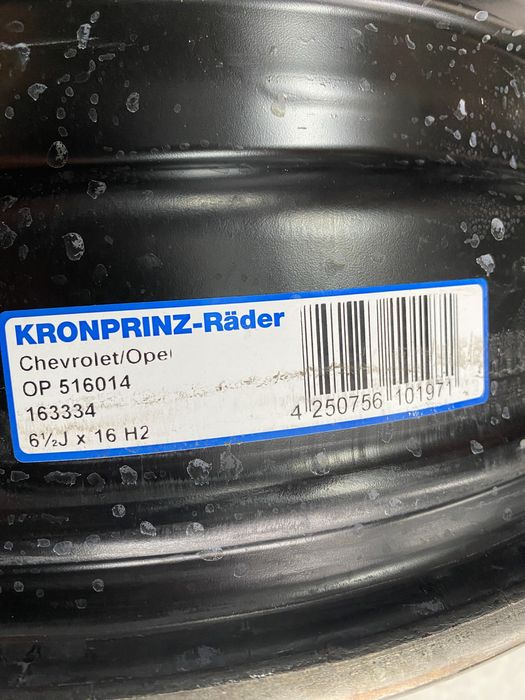 KRONPRINZ-Räder
Chevrolet/Opel
OP 516014
163334
6½J x 16 H2
4 250756 101971